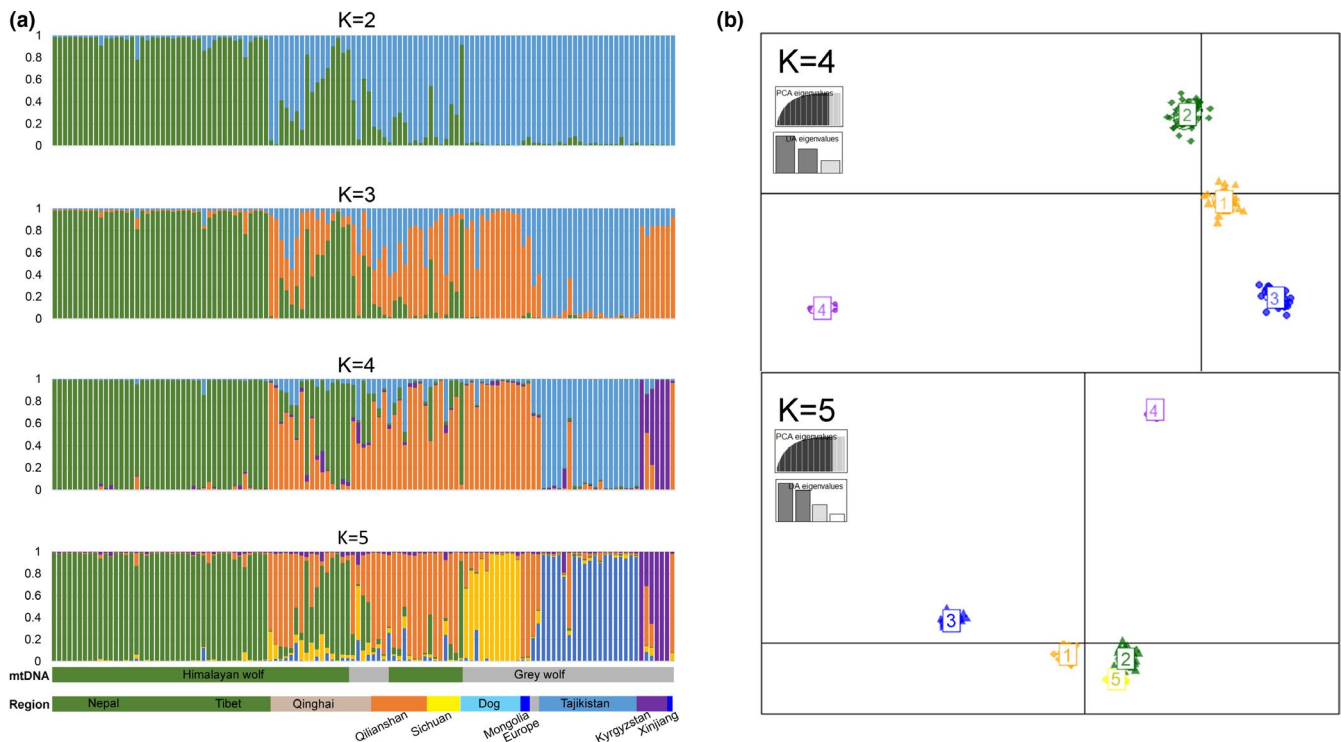 (a)
K=2
1
0.8
0.6
0.4
0.2
0
K=3
1
0.8
0.6
0.4
0.2
0
K=4
1
0.8
0.6
0.4
0.2
0
K=5
1
0.8
0.6
0.4
0.2
0
mtDNA Himalayan wolf Grey wolf
Region Nepal Tibet Qinghai Qilianshan Sichuan Dog Mongolia Europe Tajikistan Kyrgyzstan Xinjiang
(b)
K=4
PCA eigenvalues
DA eigenvalues
2
1
3
4
K=5
PCA eigenvalues
DA eigenvalues
4
3
1
2
5